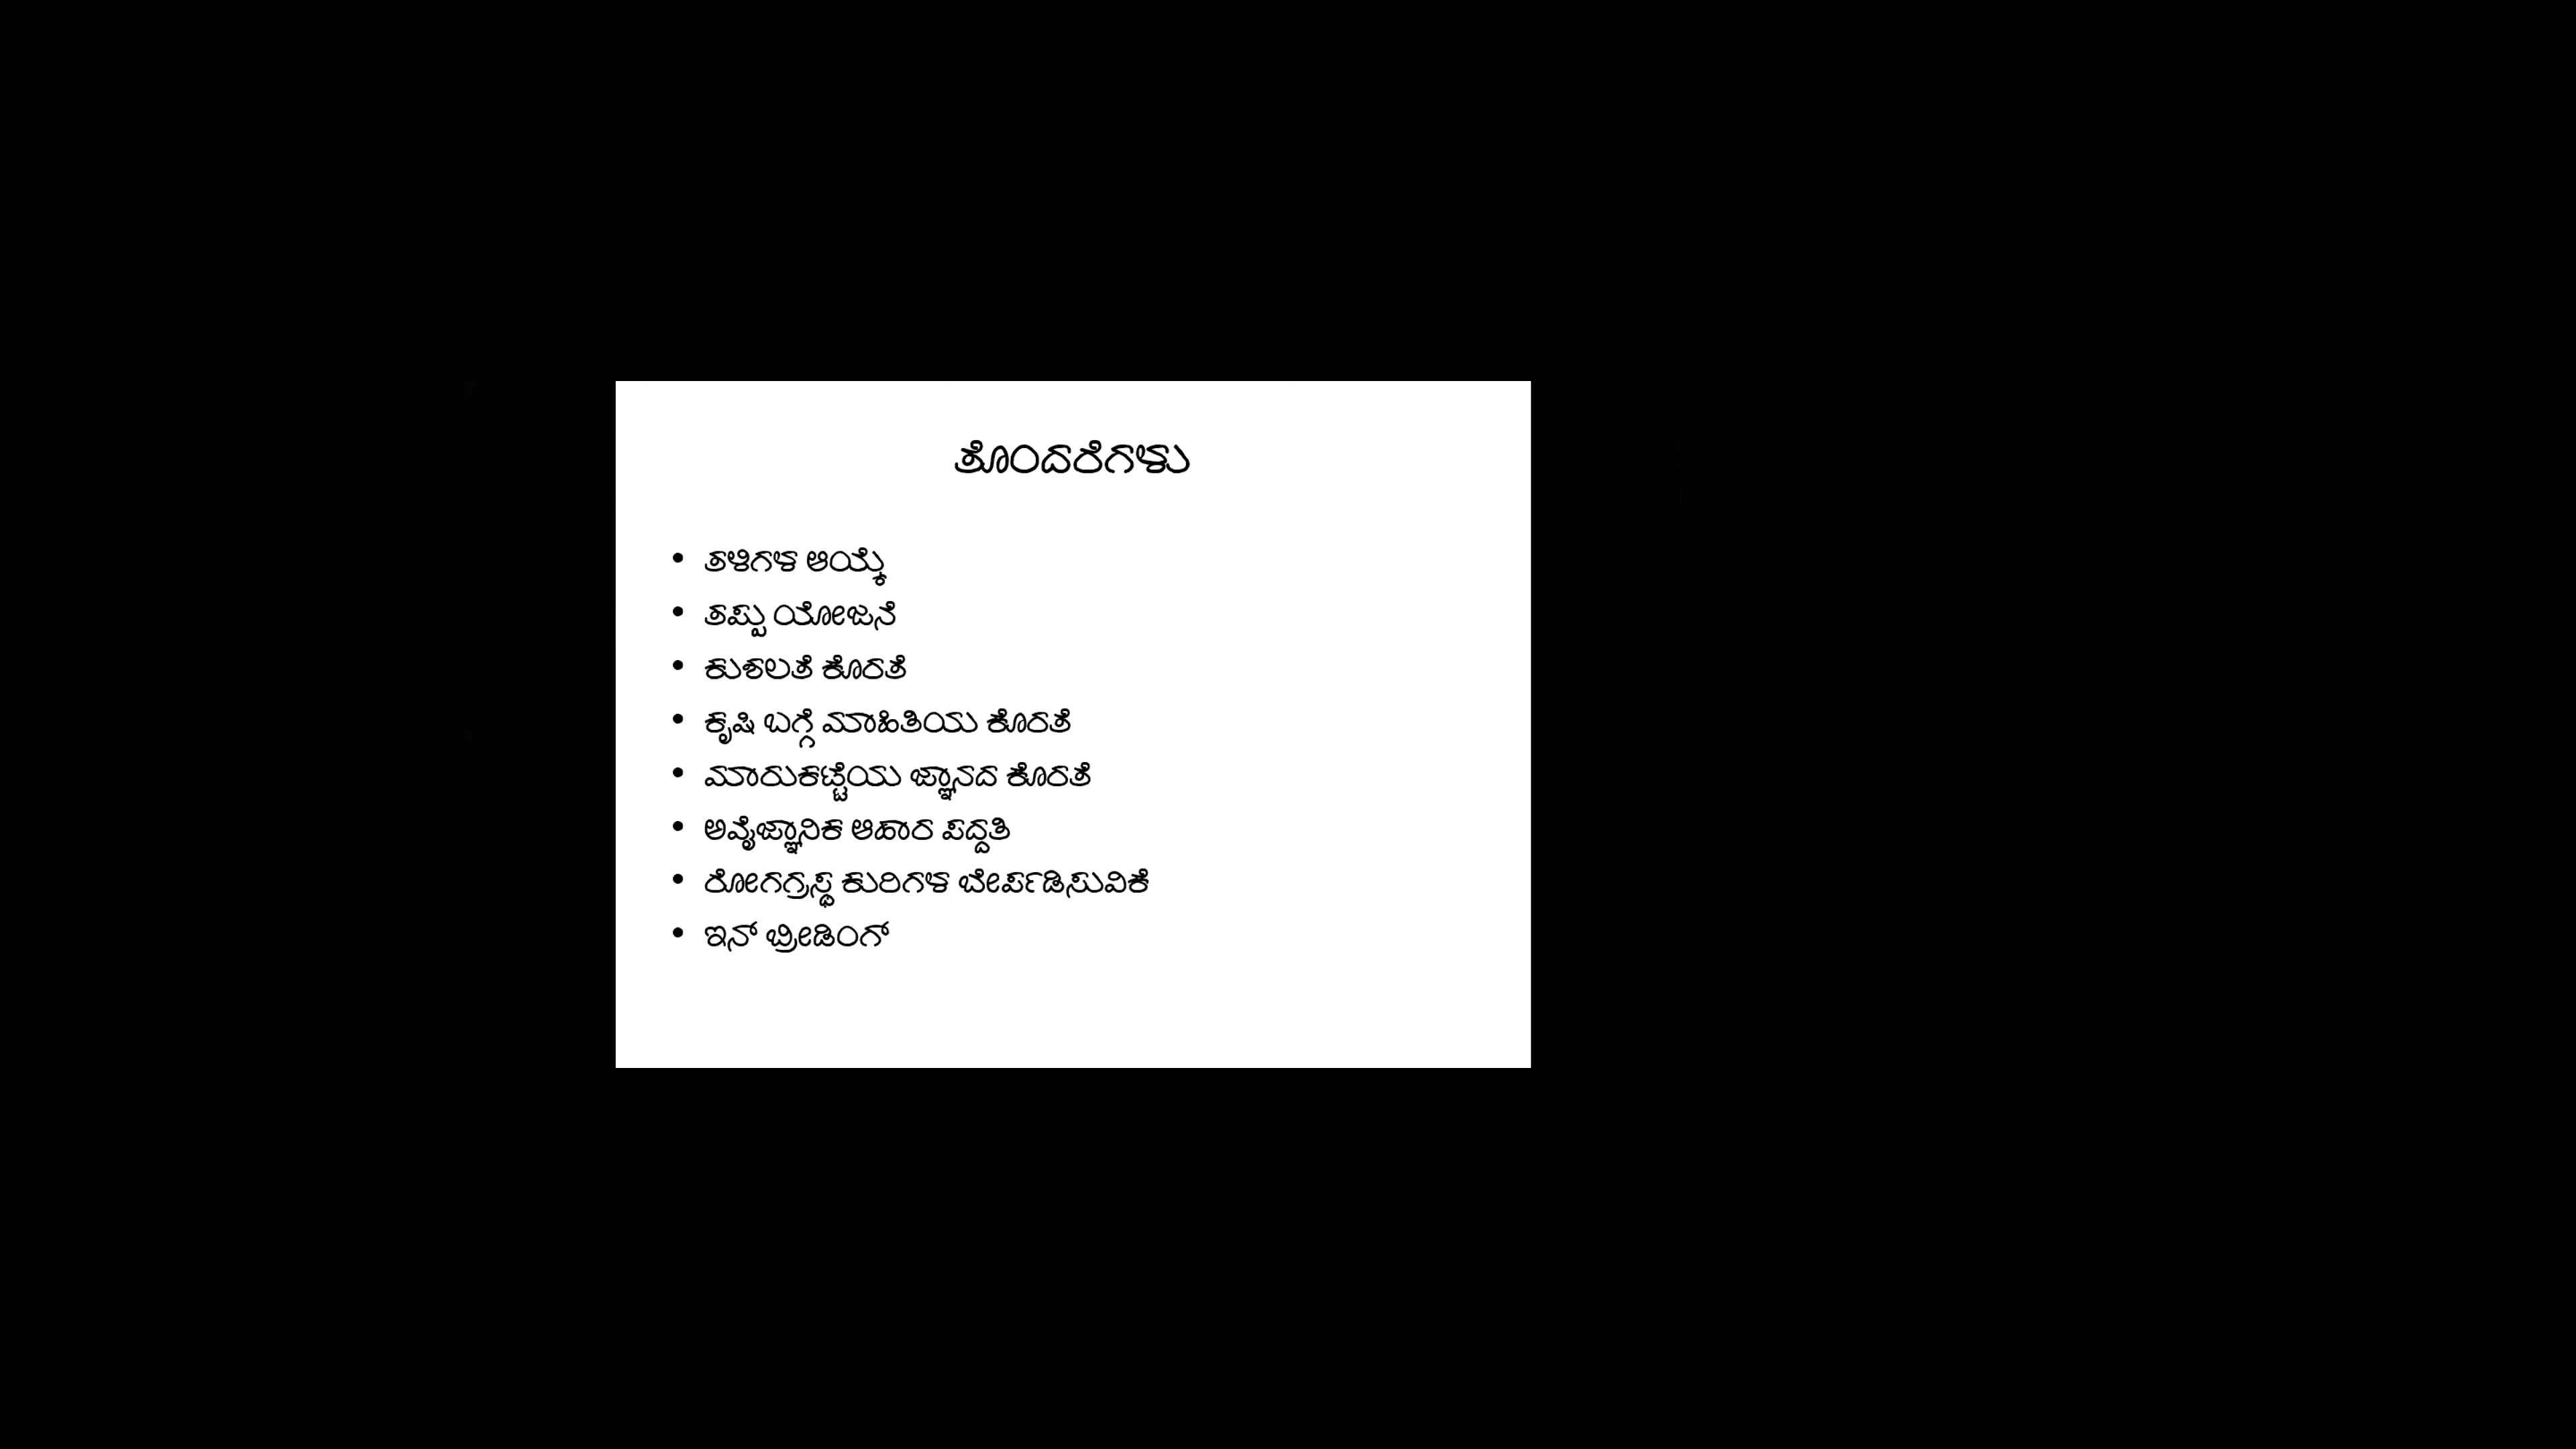 ತೊಂದರೆಗಳು
• ತಳಿಗಳ ಆಯ್ಕೆ
• ತಪ್ಪು ಯೋಜನೆ
• ಕುಶಲತೆ ಕೊರತೆ
• ಕೃಷಿ ಬಗ್ಗೆ ಮಾಹಿತಿಯ ಕೊರತೆ
• ಮಾರುಕಟ್ಟೆಯ ಜ್ಞಾನದ ಕೊರತೆ
• ಅವೈಜ್ಞಾನಿಕ ಆಹಾರ ಪದ್ದತಿ
• ರೋಗಗ್ರಸ್ಥ ಕುರಿಗಳ ಬೇರ್ಪಡಿಸುವಿಕೆ
• ಇನ್ ಬ್ರೀಡಿಂಗ್